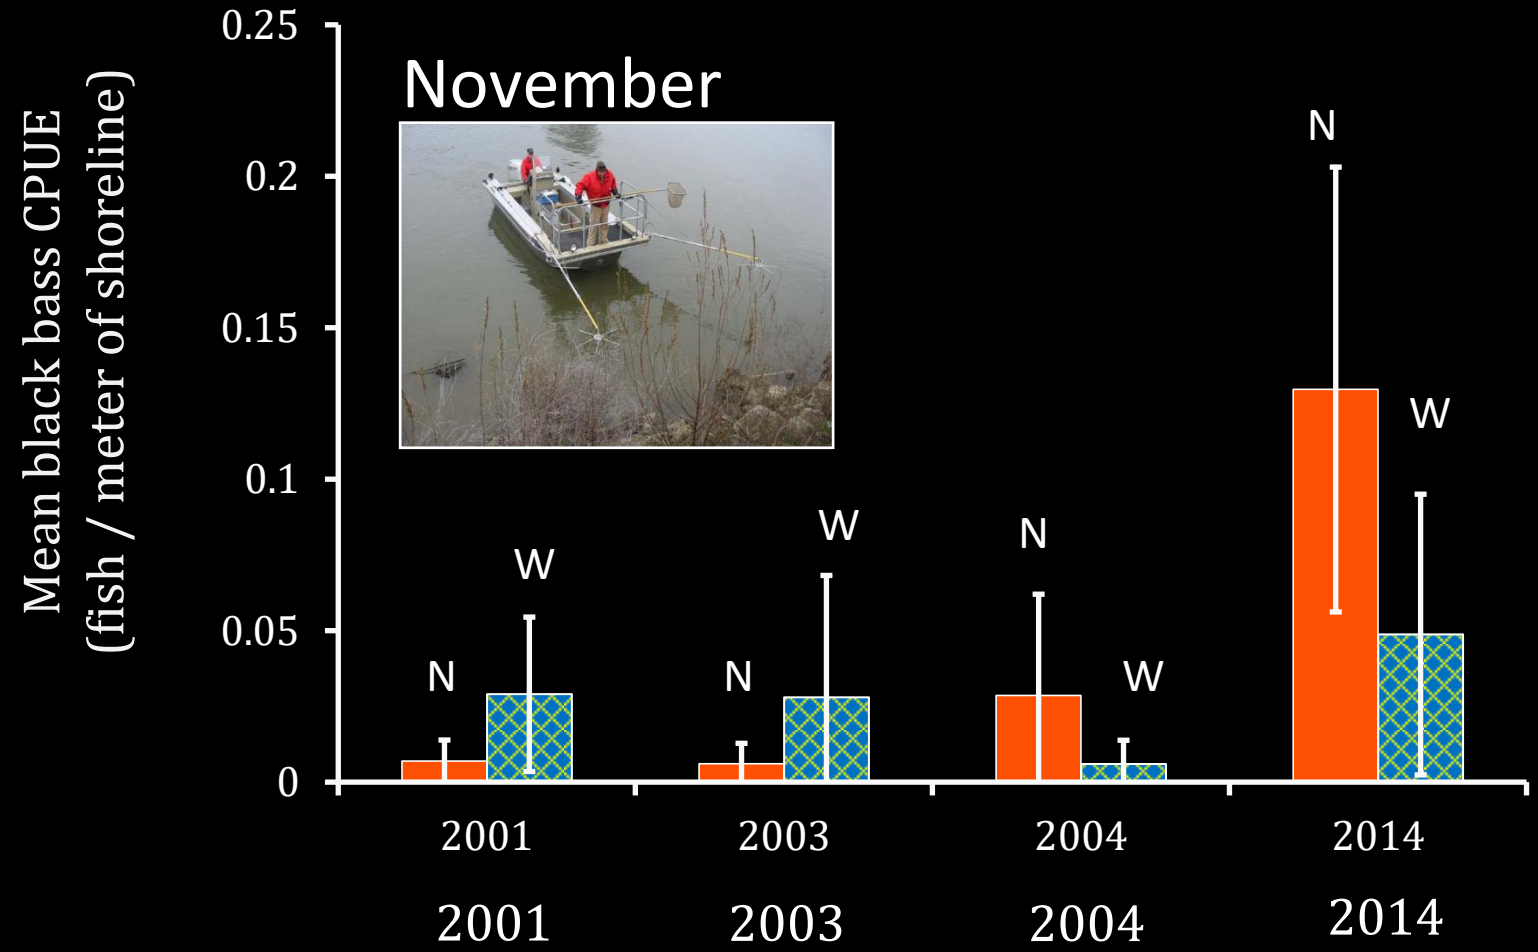 November
Mean black bass CPUE
(fish / meter of shoreline)
0.25
0.2
0.15
0.1
0.05
0
N
W
N
W
N
W
N
W
2001
2003
2004
2014
2001
2003
2004
2014